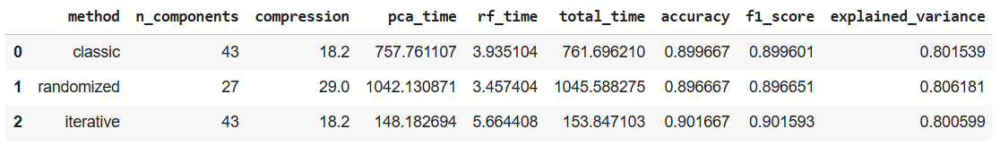 method n_components compression pca_time rf_time total_time accuracy f1_score explained_variance
0 classic 43 18.2 757.761107 3.935104 761.696210 0.899667 0.899601 0.801539
1 randomized 27 29.0 1042.130871 3.457404 1045.588275 0.896667 0.896651 0.806181
2 iterative 43 18.2 148.182694 5.664408 153.847103 0.901667 0.901593 0.800599